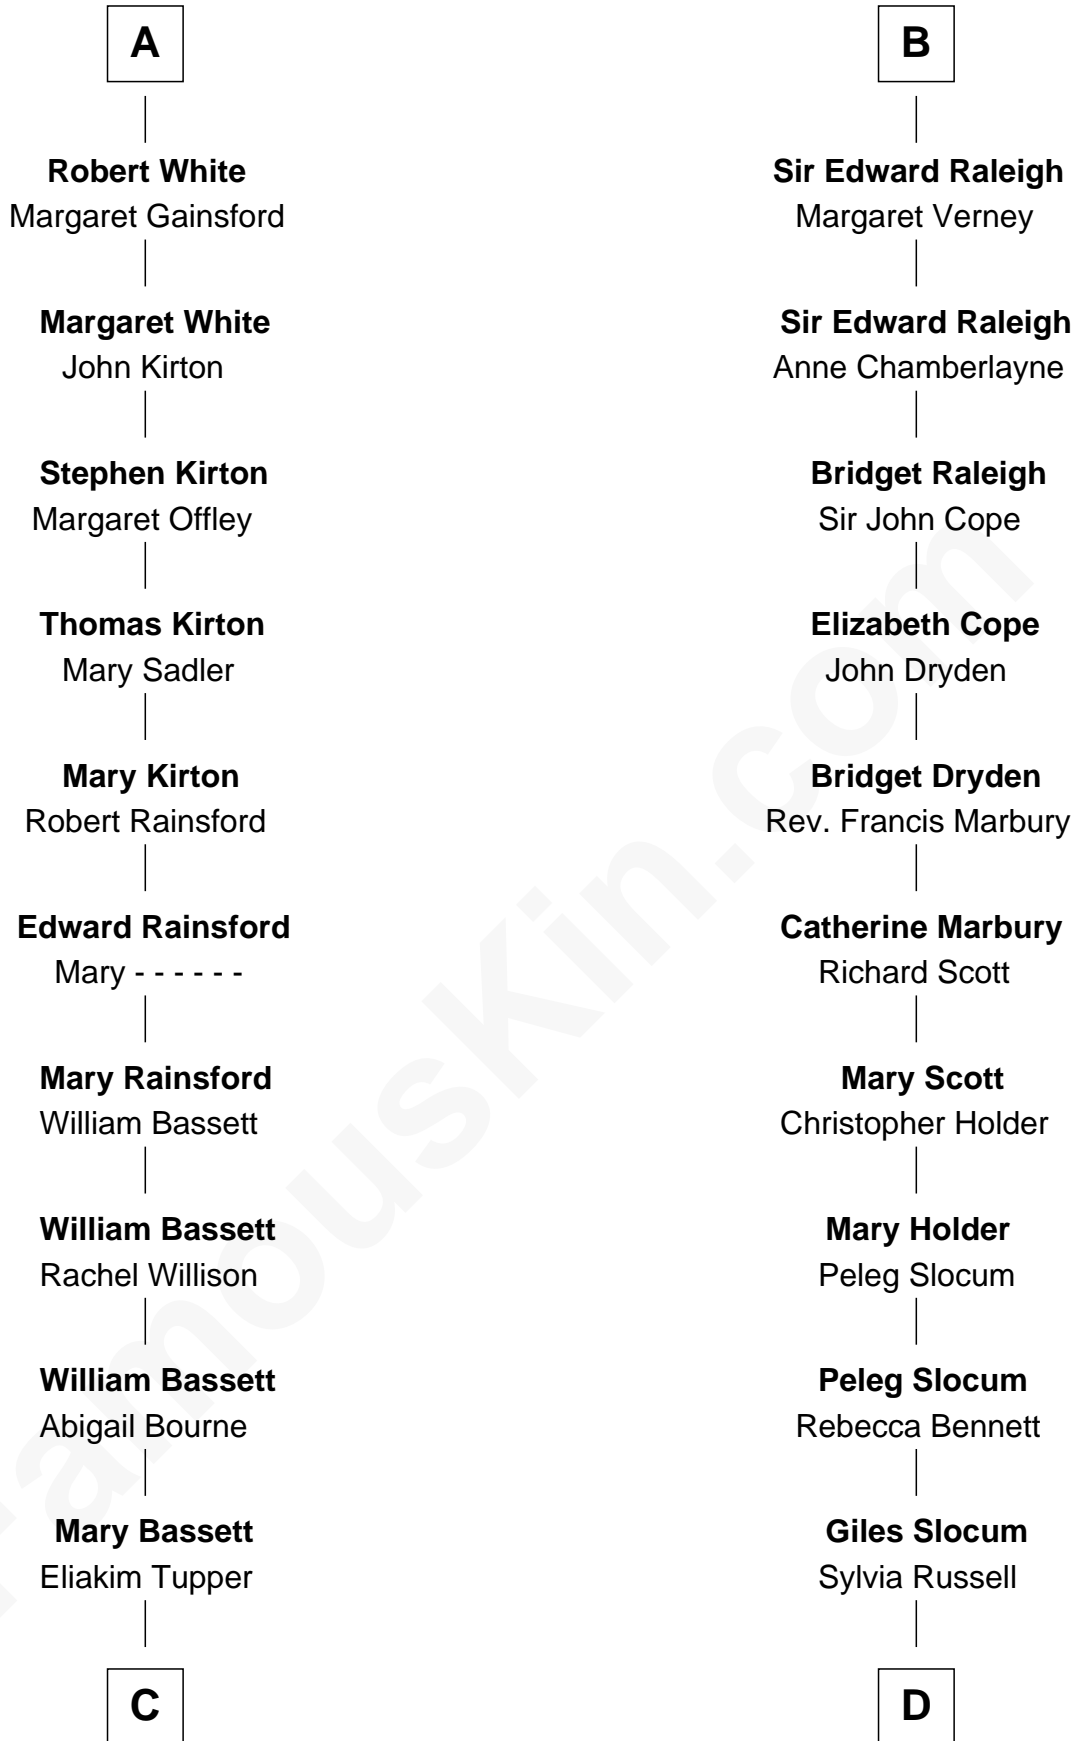 A
Robert White
Margaret Gainsford
Margaret White
John Kirton
Stephen Kirton
Margaret Offley
Thomas Kirton
Mary Sadler
Mary Kirton
Robert Rainsford
Edward Rainsford
Mary - - - - - -
Mary Rainsford
William Bassett
William Bassett
Rachel Willison
William Bassett
Abigail Bourne
Mary Bassett
Eliakim Tupper
C
B
Sir Edward Raleigh
Margaret Verney
Sir Edward Raleigh
Anne Chamberlayne
Bridget Raleigh
Sir John Cope
Elizabeth Cope
John Dryden
Bridget Dryden
Rev. Francis Marbury
Catherine Marbury
Richard Scott
Mary Scott
Christopher Holder
Mary Holder
Peleg Slocum
Peleg Slocum
Rebecca Bennett
Giles Slocum
Sylvia Russell
D
FamousKin.com